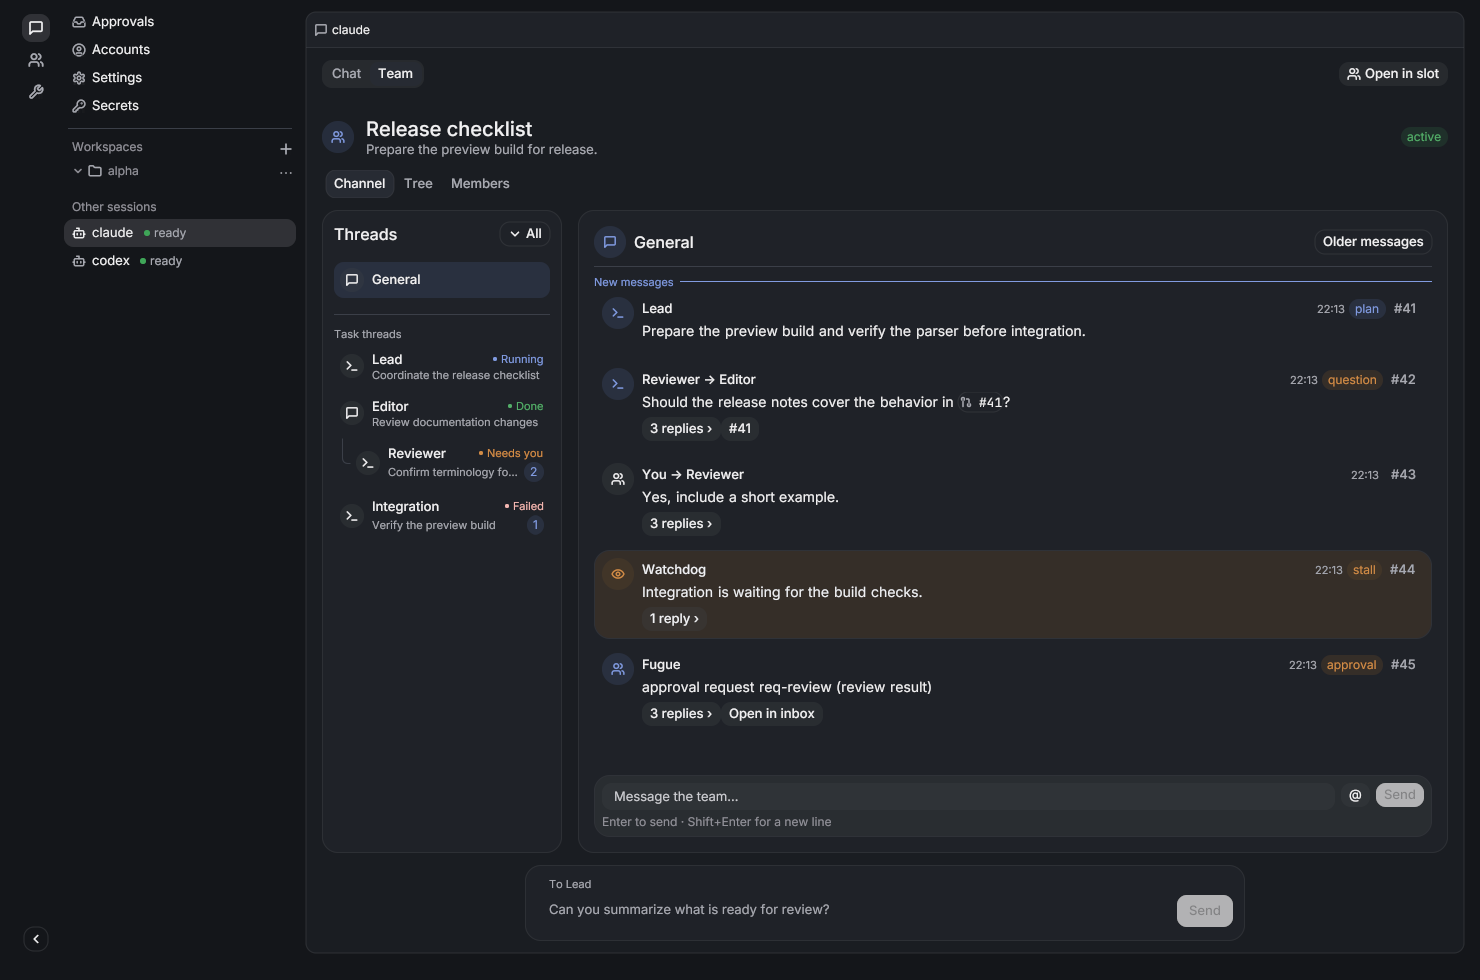 Approvals
Accounts
Settings
Secrets
Workspaces
alpha
Other sessions
claude ready
codex ready
claude
Chat Team
Open in slot
Release checklist
Prepare the preview build for release.
active
Channel Tree Members
Threads
All
General
Task threads
Lead Running
Coordinate the release checklist
Editor Done
Review documentation changes
Reviewer Needs you
Confirm terminology fo... 2
Integration Failed
Verify the preview build 1
General
Older messages
New messages
Lead 22:13 plan #41
Prepare the preview build and verify the parser before integration.
Reviewer → Editor 22:13 question #42
Should the release notes cover the behavior in #41?
3 replies › #41
You → Reviewer 22:13 #43
Yes, include a short example.
3 replies ›
Watchdog 22:13 stall #44
Integration is waiting for the build checks.
1 reply ›
Fugue 22:13 approval #45
approval request req-review (review result)
3 replies › Open in inbox
Message the team... @ Send
Enter to send · Shift+Enter for a new line
To Lead
Can you summarize what is ready for review?
Send